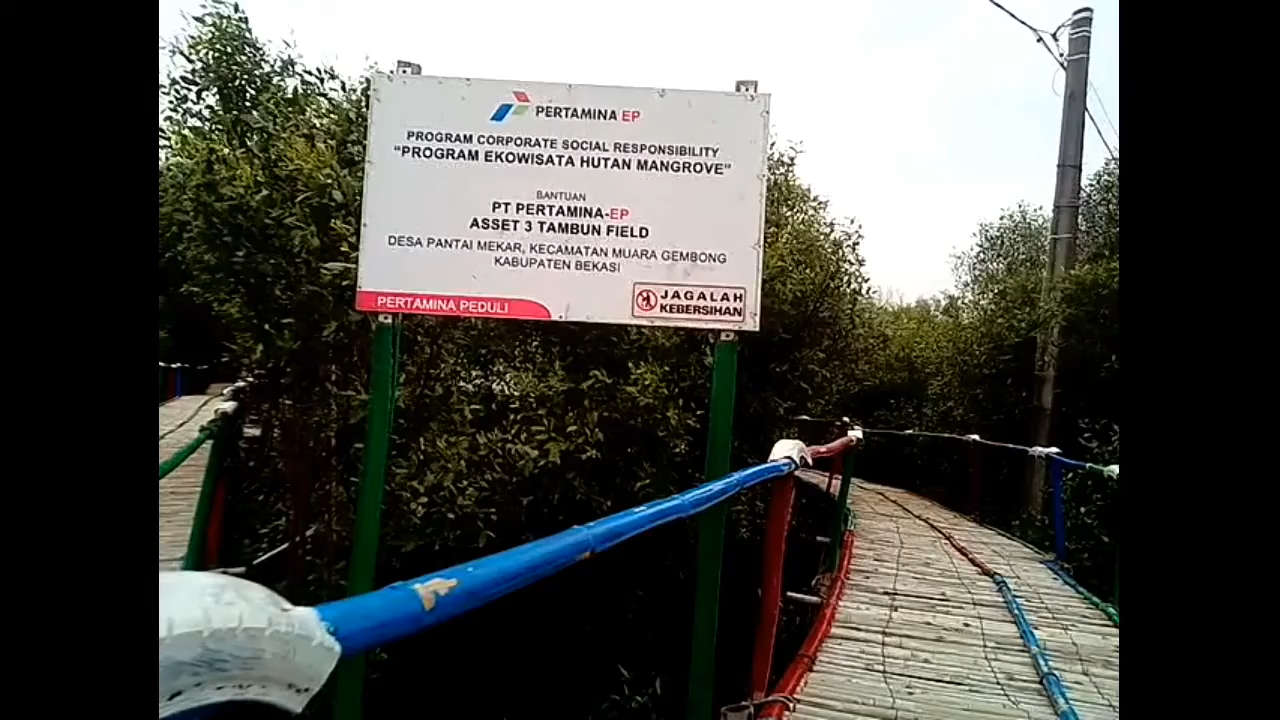 PERTAMINA EP
PROGRAM CORPORATE SOCIAL RESPONSIBILITY
"PROGRAM EKOWISATA HUTAN MANGROVE"
BANTUAN
PT PERTAMINA-EP
ASSET 3 TAMBUN FIELD
DESA PANTAI MEKAR, KECAMATAN MUARA GEMBONG
KABUPATEN BEKASI
PERTAMINA PEDULI
JAGALAH
KEBERSIHAN